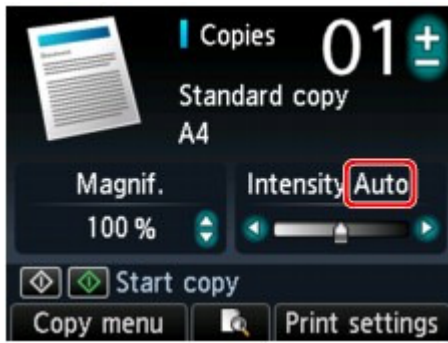 Copies 01
Standard copy
A4
Magnif.
Intensity Auto
100 %
Start copy
Copy menu
Print settings